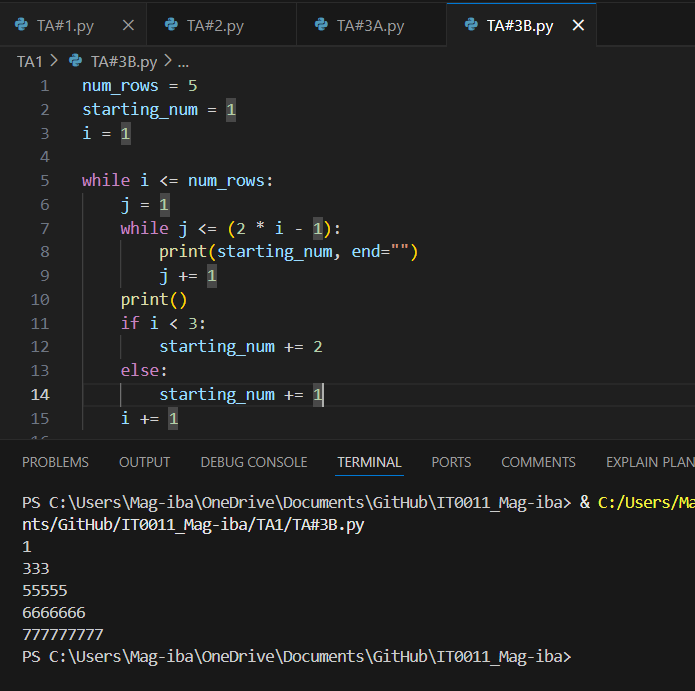 TA#1.py TA#2.py TA#3A.py TA#3B.py
TA1 > TA#3B.py > ...
1 num_rows = 5
2 starting_num = 1
3 i = 1
4
5 while i <= num_rows:
6     j = 1
7     while j <= (2 * i - 1):
8         print(starting_num, end="")
9         j += 1
10     print()
11     if i < 3:
12         starting_num += 2
13     else:
14         starting_num += 1
15     i += 1
16
PROBLEMS OUTPUT DEBUG CONSOLE TERMINAL PORTS COMMENTS EXPLAIN PLAN
PS C:\Users\Mag-iba\OneDrive\Documents\GitHub\IT0011_Mag-iba> & C:/Users/Ma
nts/GitHub/IT0011_Mag-iba/TA1/TA#3B.py
1
333
55555
6666666
777777777
PS C:\Users\Mag-iba\OneDrive\Documents\GitHub\IT0011_Mag-iba>